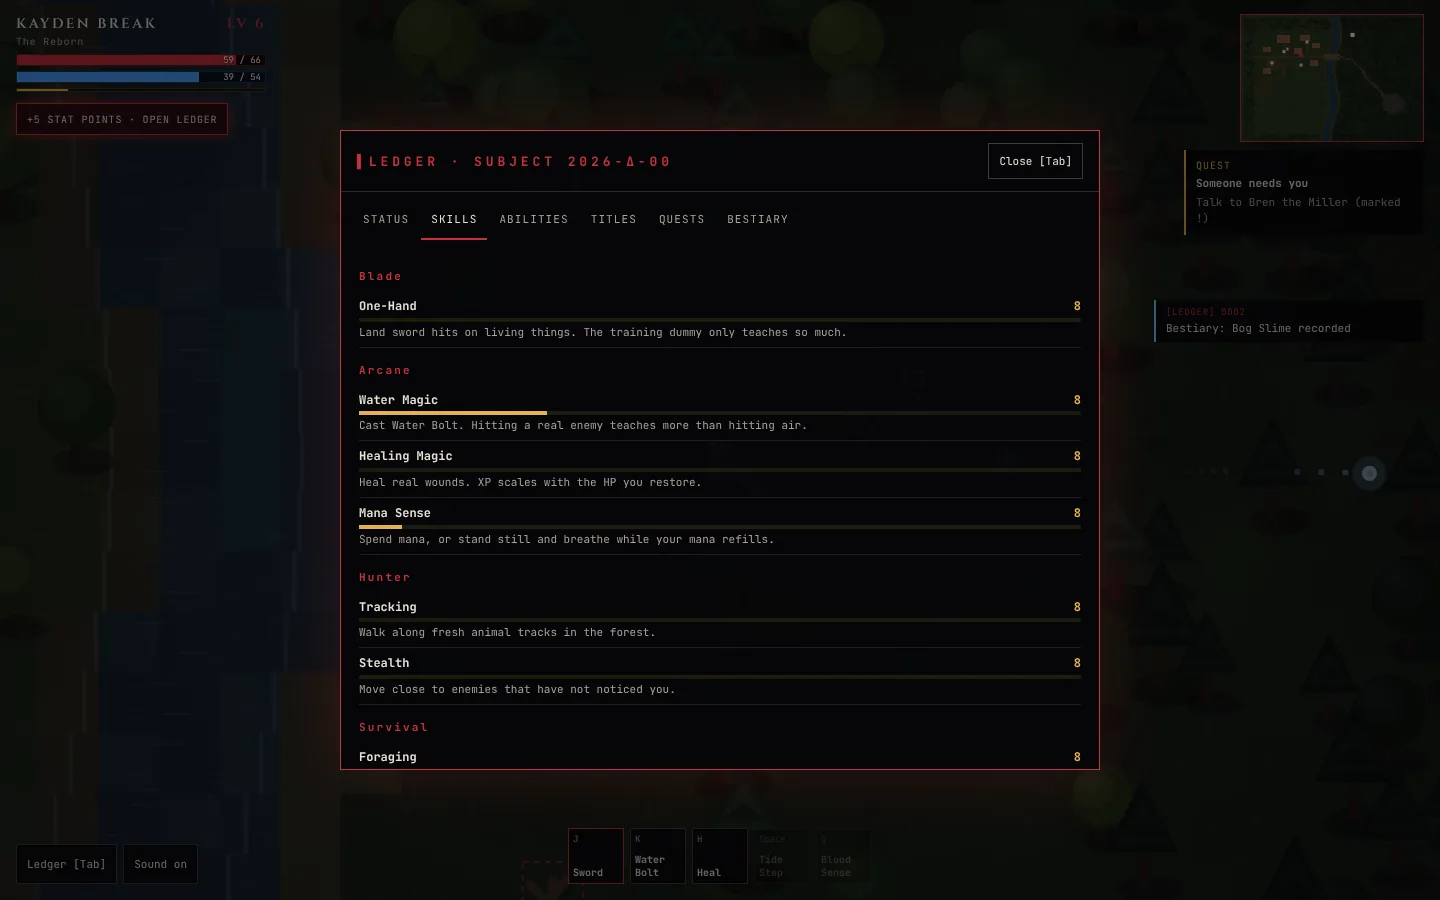 KAYDEN BREAK
LV 6
The Reborn
59 / 66
39 / 54
+5 STAT POINTS · OPEN LEDGER
LEDGER · SUBJECT 2026-Δ-00
Close [Tab]
STATUS SKILLS ABILITIES TITLES QUESTS BESTIARY
Blade
One-Hand 8
Land sword hits on living things. The training dummy only teaches so much.
Arcane
Water Magic 8
Cast Water Bolt. Hitting a real enemy teaches more than hitting air.
Healing Magic 8
Heal real wounds. XP scales with the HP you restore.
Mana Sense 8
Spend mana, or stand still and breathe while your mana refills.
Hunter
Tracking 8
Walk along fresh animal tracks in the forest.
Stealth 8
Move close to enemies that have not noticed you.
Survival
Foraging 8
QUEST
Someone needs you
Talk to Bren the Miller (marked
!)
[LEDGER]
Bestiary: Bog Slime recorded
Ledger [Tab]
Sound on
J
Sword
K
Water
Bolt
H
Heal
Space
Tide
Step
Blood
Sense